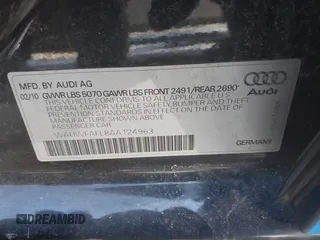 MFD. BY AUDI AG
02/10 GVWR LBS 5070 GAWR LBS FRONT 2491/REAR 2690
THIS VEHICLE CONFORMS TO ALL APPLICABLE
FEDERAL MOTOR VEHICLE SAFETY, BUMPER AND THEFT
PREVENTION STANDARDS IN EFFECT ON THE DATE OF
MANUFACTURE SHOWN ABOVE.
Audi
PASSENGER CAR
GERMANY
DREAMBID